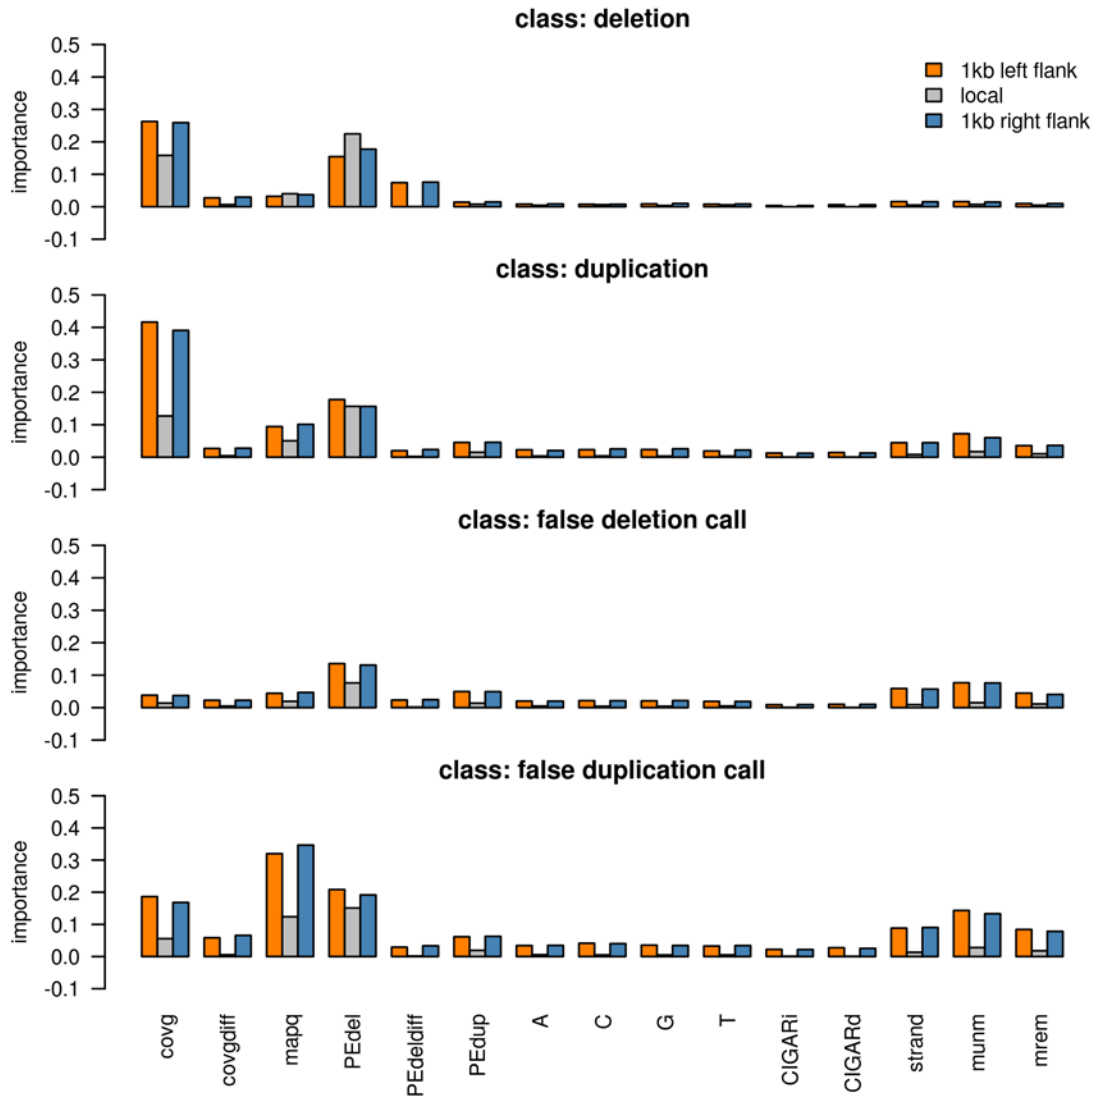 class: deletion
0.5
0.4
0.3
0.2
0.1
0.0
-0.1
importance
1kb left flank
local
1kb right flank
class: duplication
0.5
0.4
0.3
0.2
0.1
0.0
-0.1
importance
class: false deletion call
0.5
0.4
0.3
0.2
0.1
0.0
-0.1
importance
class: false duplication call
0.5
0.4
0.3
0.2
0.1
0.0
-0.1
importance
covg
covgdiff
mapq
PEdel
PEdeldiff
PEdup
A
C
G
T
CIGARi
CIGARd
strand
munm
mrem